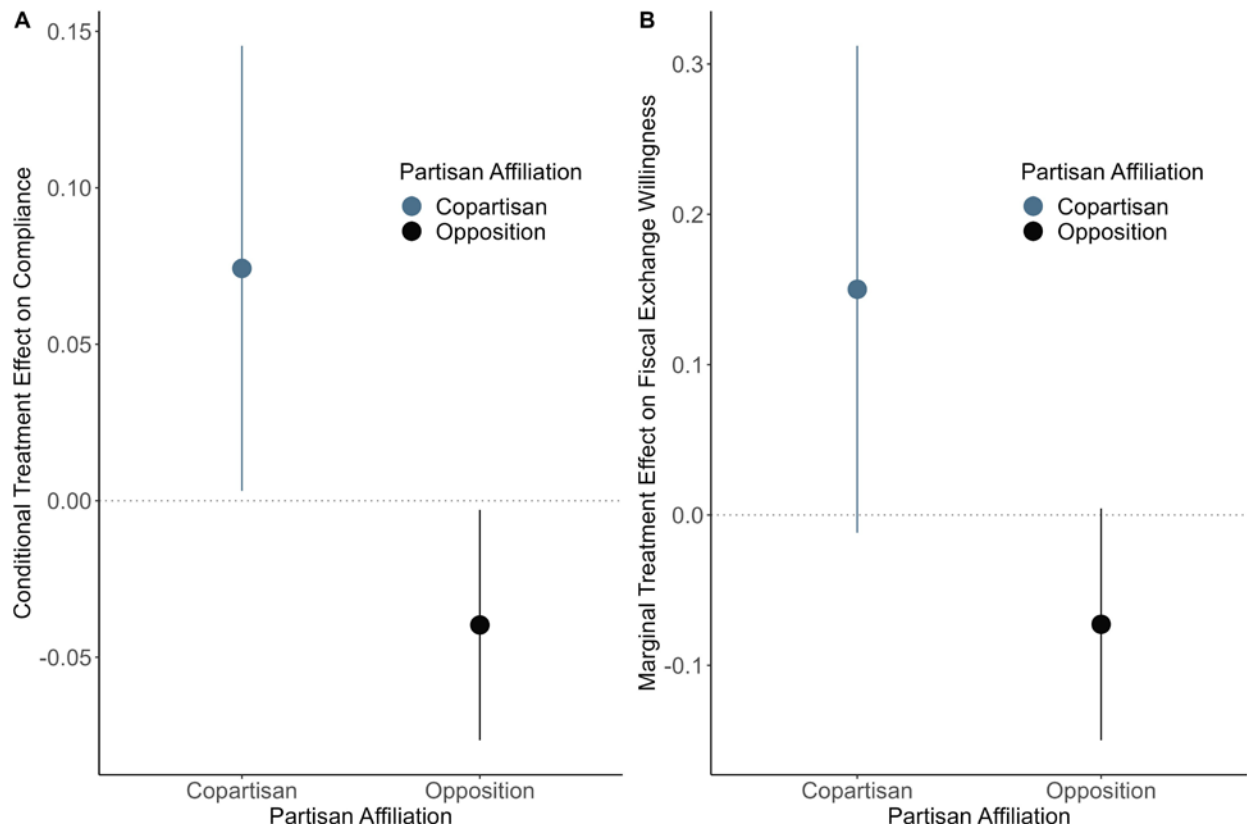 A
Conditional Treatment Effect on Compliance
0.15
0.10
0.05
0.00
-0.05
Partisan Affiliation
Copartisan
Opposition
Copartisan
Opposition
Partisan Affiliation
B
Marginal Treatment Effect on Fiscal Exchange Willingness
0.3
0.2
0.1
0.0
-0.1
Partisan Affiliation
Copartisan
Opposition
Copartisan
Opposition
Partisan Affiliation